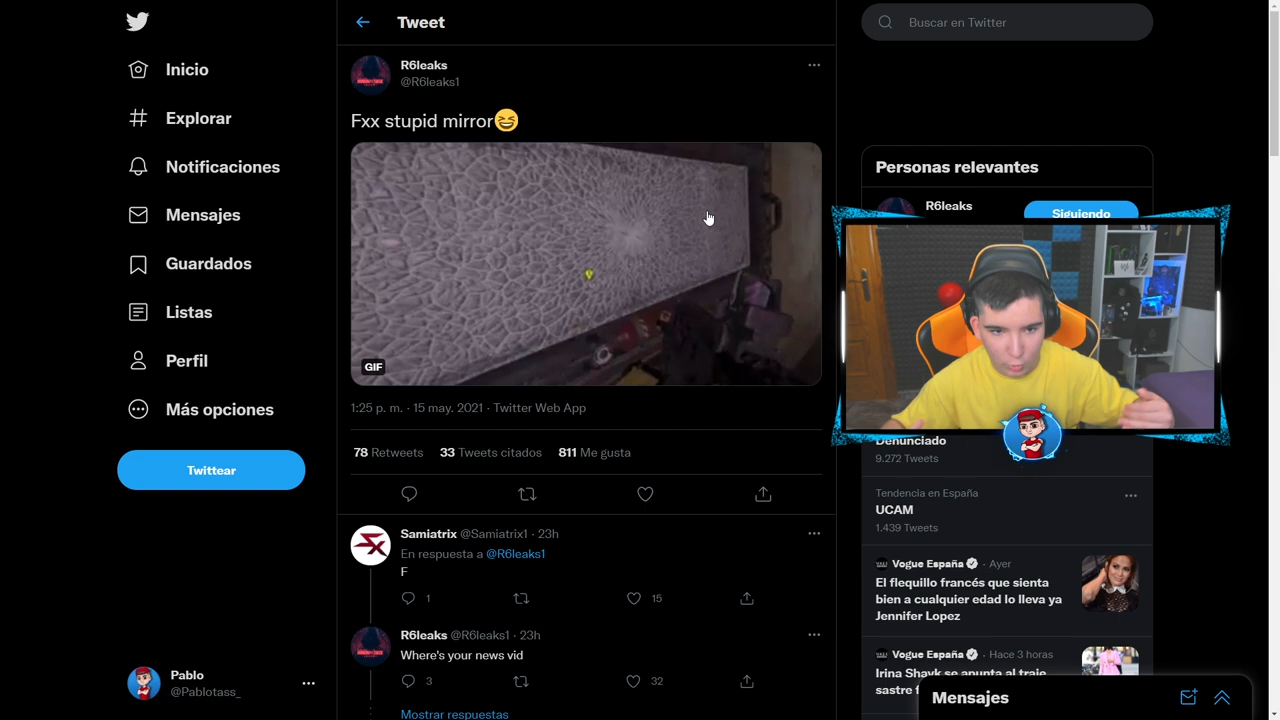 Tweet
Buscar en Twitter
Inicio
Explorar
Notificaciones
Mensajes
Guardados
Listas
Perfil
Más opciones
Twittear
Pablo
@Pablotass_
R6leaks
@R6leaks1
Fxx stupid mirror😆
GIF
1:25 p. m. · 15 may. 2021 · Twitter Web App
78 Retweets 33 Tweets citados 811 Me gusta
Samiatrix @Samiatrix1 · 23h
En respuesta a @R6leaks1
F
1 15
R6leaks @R6leaks1 · 23h
Where's your news vid
3 32
Mostrar respuestas
Personas relevantes
R6leaks
Siguiendo
Denunciado
9.272 Tweets
Tendencia en España
UCAM
1.439 Tweets
Vogue España · Ayer
El flequillo francés que sienta
bien a cualquier edad lo lleva ya
Jennifer Lopez
Vogue España · Hace 3 horas
Irina Shayk se apunta al traje
sastre
Mensajes